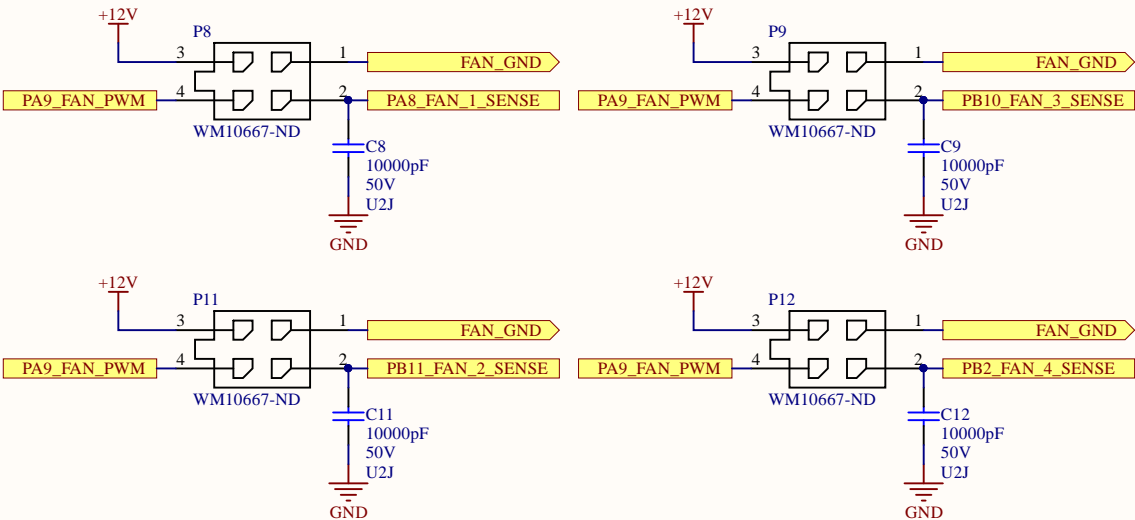 +12V
P8
3
1
FAN_GND
PA9_FAN_PWM
4
2
PA8_FAN_1_SENSE
WM10667-ND
C8
10000pF
50V
U2J
GND
+12V
P9
3
1
FAN_GND
PA9_FAN_PWM
4
2
PB10_FAN_3_SENSE
WM10667-ND
C9
10000pF
50V
U2J
GND
+12V
P11
3
1
FAN_GND
PA9_FAN_PWM
4
2
PB11_FAN_2_SENSE
WM10667-ND
C11
10000pF
50V
U2J
GND
+12V
P12
3
1
FAN_GND
PA9_FAN_PWM
4
2
PB2_FAN_4_SENSE
WM10667-ND
C12
10000pF
50V
U2J
GND